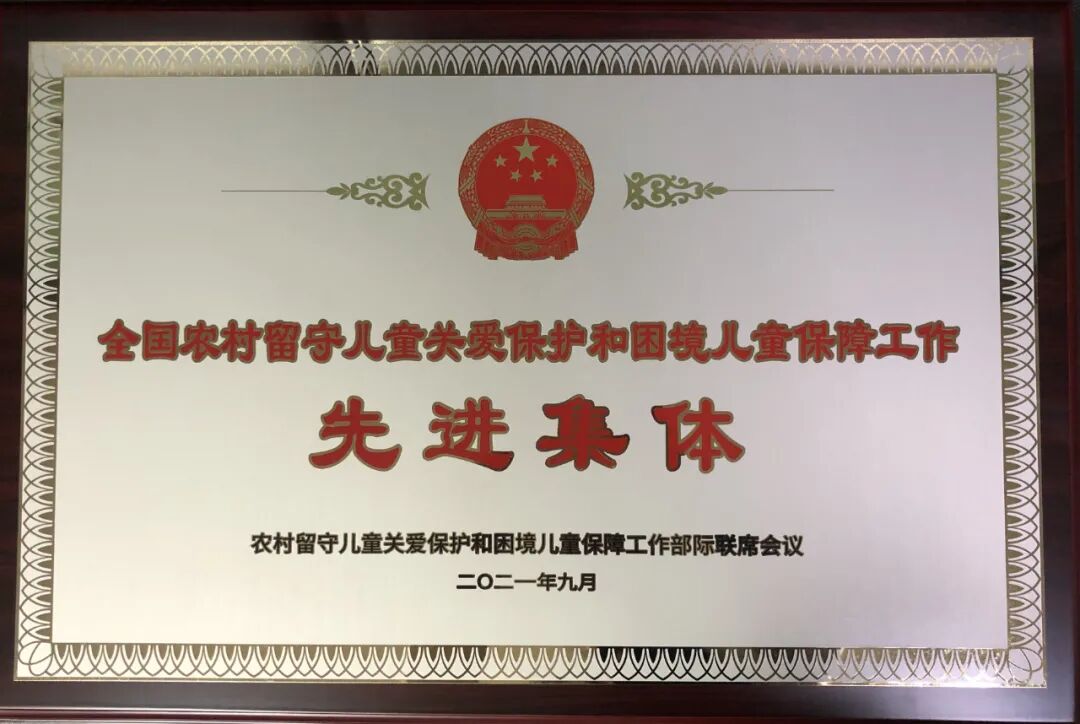 全国农村留守儿童关爱保护和困境儿童保障工作
先进集体
农村留守儿童关爱保护和困境儿童保障工作部际联席会议
二〇二一年九月